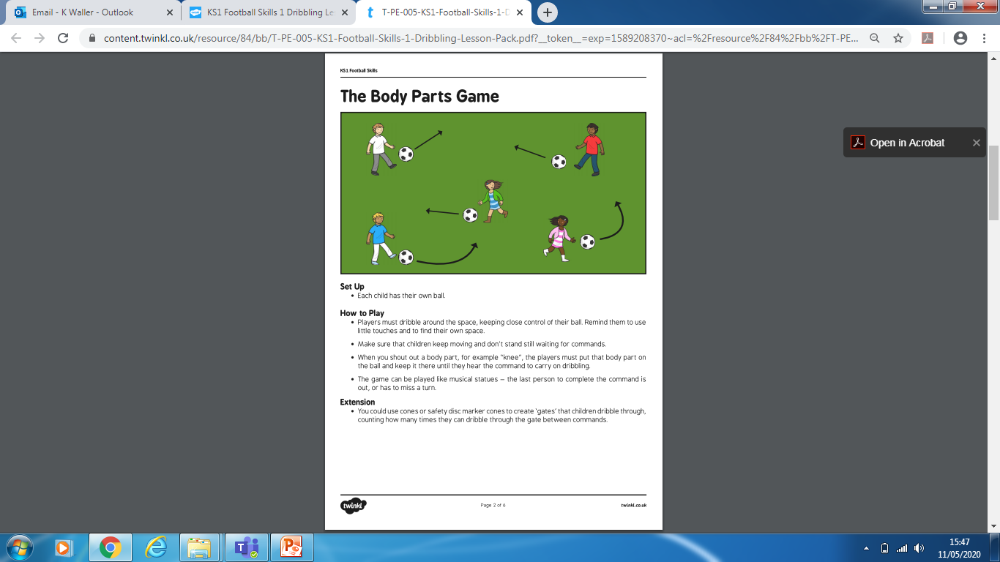 Email - K Waller - Outlook
KS1 Football Skills 1 Dribbling Le
T-PE-005-KS1-Football-Skills-1-D
content.twinkl.co.uk/resource/84/bb/T-PE-005-KS1-Football-Skills-1-Dribbling-Lesson-Pack.pdf?__token__=exp=1589208370~acl=%2Fresource%2F84%2Fbb%2FT-PE...
Open in Acrobat
KS1 Football Skills
The Body Parts Game
Set Up
• Each child has their own ball.
How to Play
• Players must dribble around the space, keeping close control of their ball. Remind them to use
little touches and to find their own space.
• Make sure that children keep moving and don't stand still waiting for commands.
• When you shout out a body part, for example "knee", the players must put that body part on
the ball and keep it there until they hear the command to carry on dribbling.
• The game can be played like musical statues – the last person to complete the command is
out, or has to miss a turn.
Extension
• You could use cones or safety disc marker cones to create 'gates' that children dribble through,
counting how many times they can dribble through the gate between commands.
twinkl
Page 2 of 6
twinkl.co.uk
15:47
11/05/2020